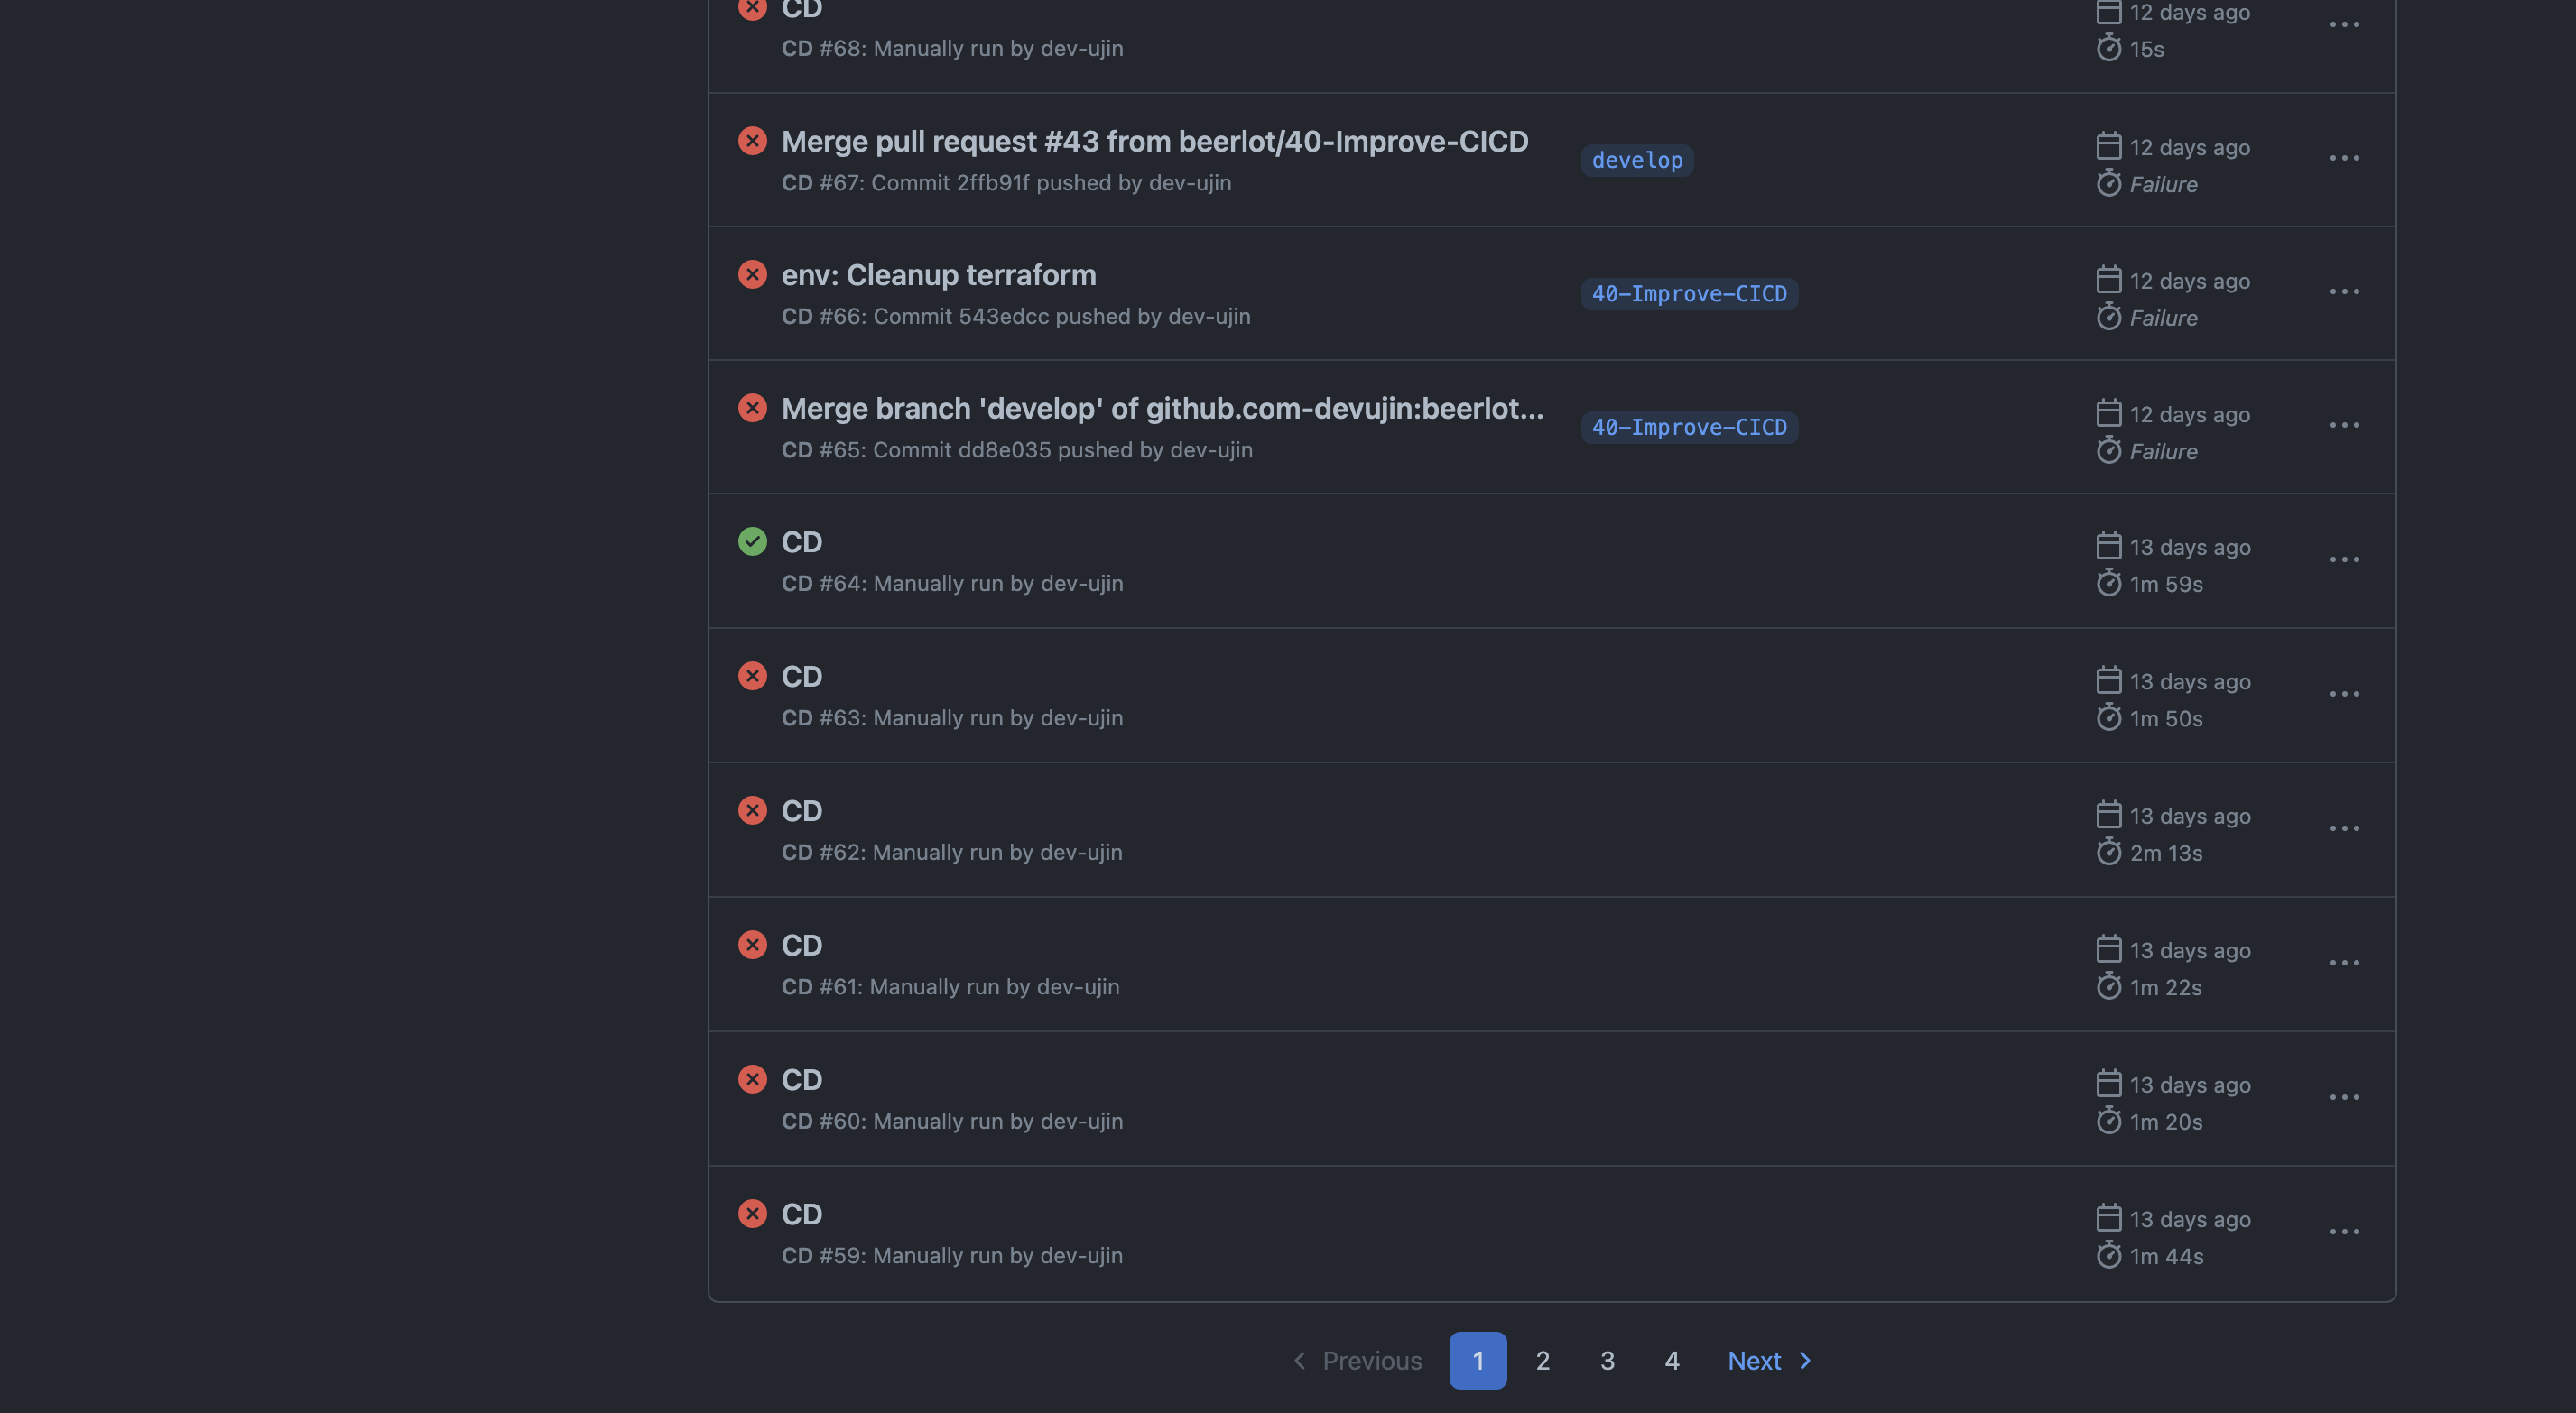 CD
12 days ago
CD #68: Manually run by dev-ujin
15s
Merge pull request #43 from beerlot/40-Improve-CICD
develop
12 days ago
CD #67: Commit 2ffb91f pushed by dev-ujin
Failure
env: Cleanup terraform
40-Improve-CICD
12 days ago
CD #66: Commit 543edcc pushed by dev-ujin
Failure
Merge branch 'develop' of github.com-devujin:beerlot...
40-Improve-CICD
12 days ago
CD #65: Commit dd8e035 pushed by dev-ujin
Failure
CD
13 days ago
CD #64: Manually run by dev-ujin
1m 59s
CD
13 days ago
CD #63: Manually run by dev-ujin
1m 50s
CD
13 days ago
CD #62: Manually run by dev-ujin
2m 13s
CD
13 days ago
CD #61: Manually run by dev-ujin
1m 22s
CD
13 days ago
CD #60: Manually run by dev-ujin
1m 20s
CD
13 days ago
CD #59: Manually run by dev-ujin
1m 44s
Previous 1 2 3 4 Next